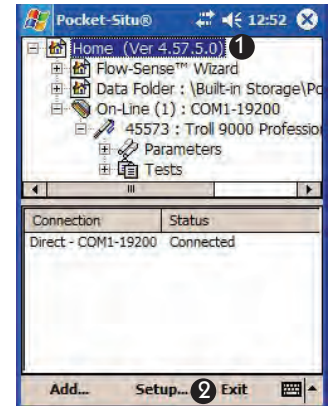 Pocket-Situ® 12:52
Home (Ver 4.57.5.0) 1
Flow-Sense™ Wizard
Data Folder : \Built-in Storage\Po
On-Line (1) : COM1-19200
45573 : Troll 9000 Professio
Parameters
Tests
Connection Status
Direct - COM1-19200 Connected
Add... Setup... 2 Exit